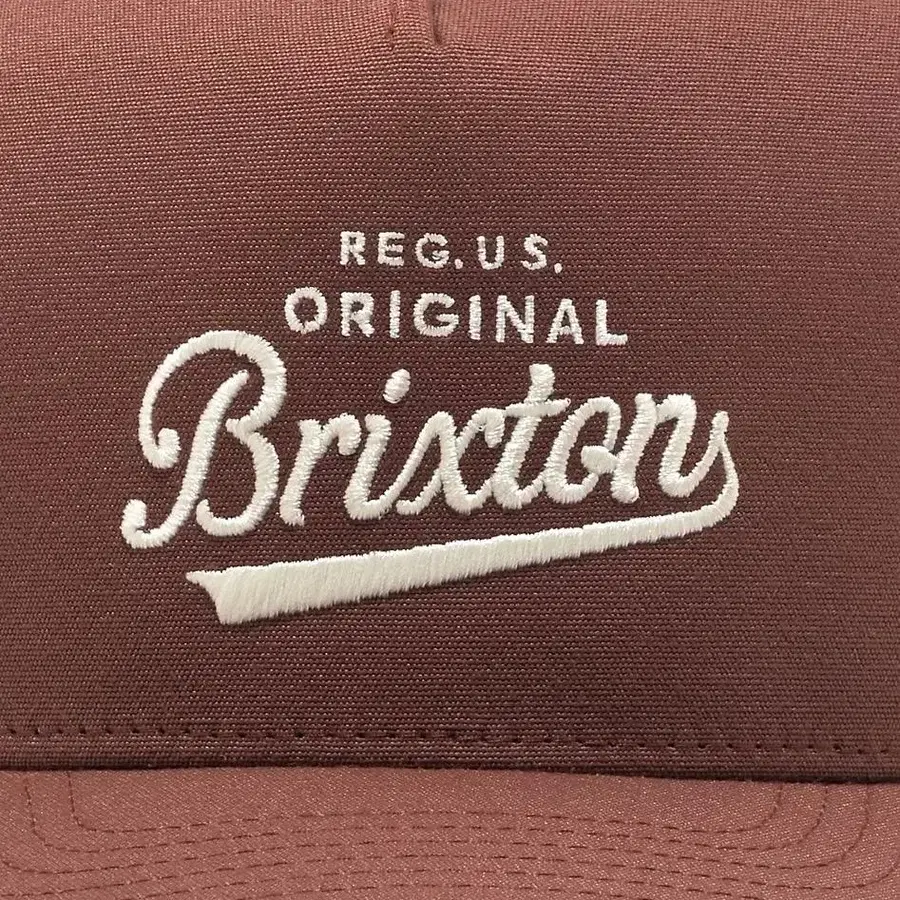 REG. U.S.
ORIGINAL
Brixton